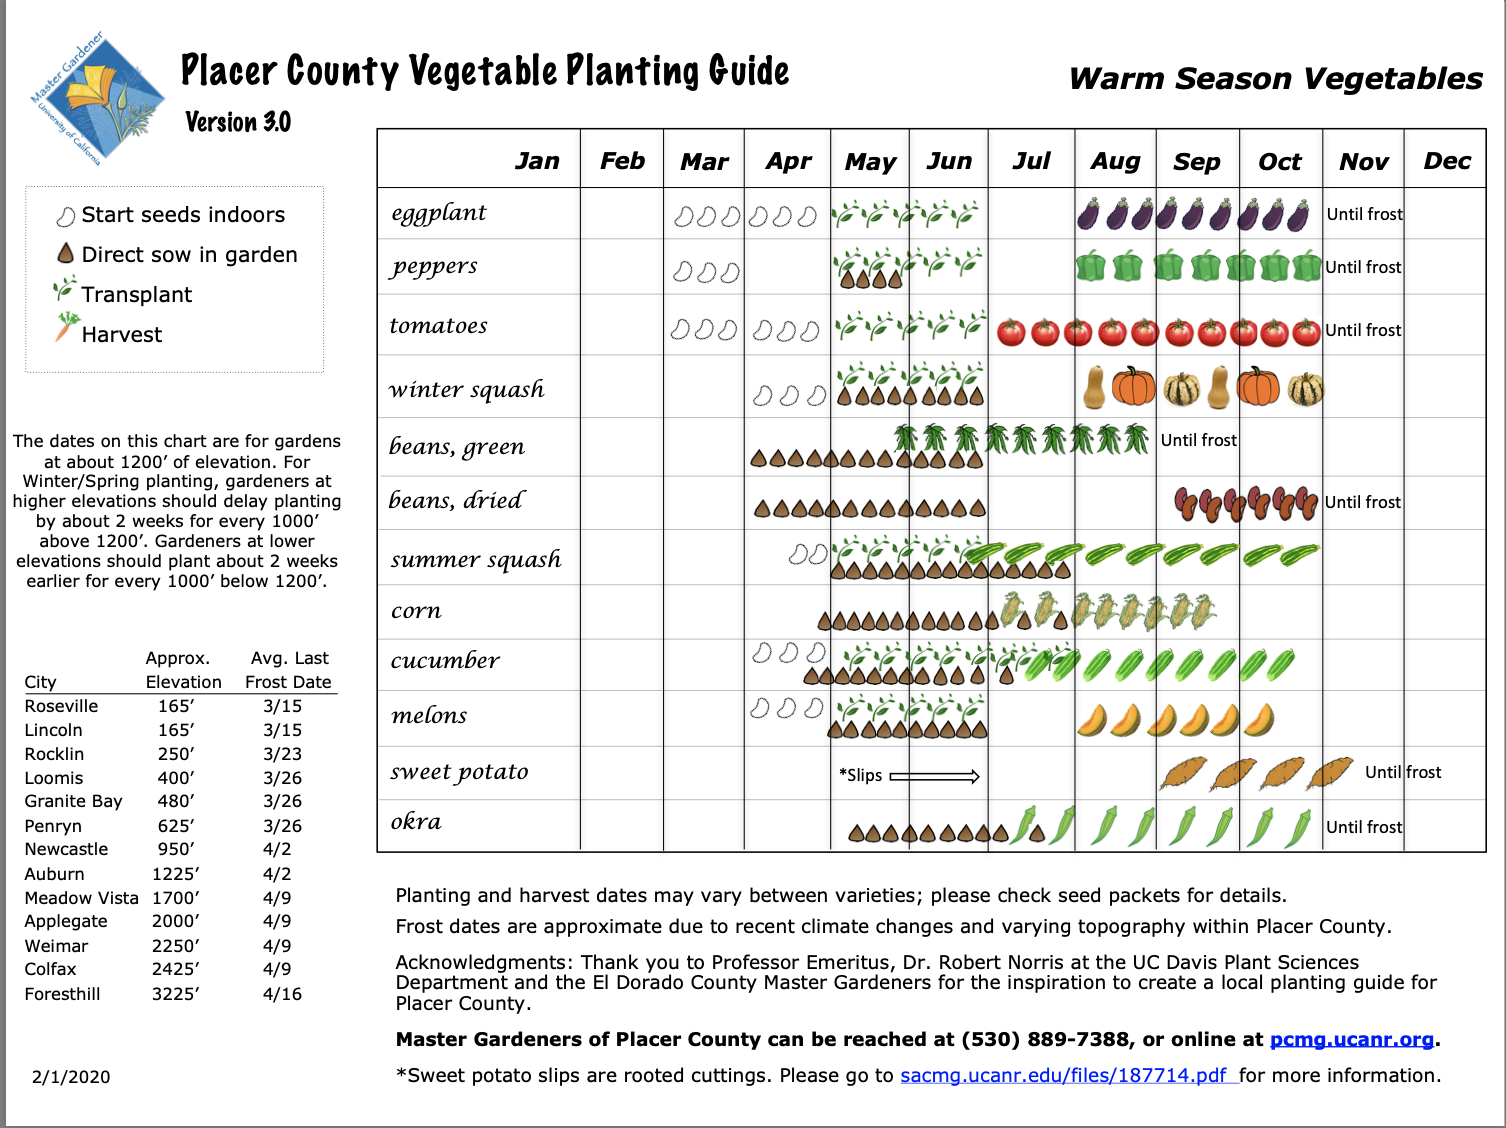 Master Gardener
University of California
Placer County Vegetable Planting Guide
Version 3.0
Warm Season Vegetables
Start seeds indoors
Direct sow in garden
Transplant
Harvest
Jan Feb Mar Apr May Jun Jul Aug Sep Oct Nov Dec
eggplant Until frost
peppers Until frost
tomatoes Until frost
winter squash
beans, green Until frost
beans, dried Until frost
summer squash
corn
cucumber
melons
sweet potato *Slips Until frost
okra Until frost
The dates on this chart are for gardens
at about 1200’ of elevation. For
Winter/Spring planting, gardeners at
higher elevations should delay planting
by about 2 weeks for every 1000’
above 1200’. Gardeners at lower
elevations should plant about 2 weeks
earlier for every 1000’ below 1200’.
Approx. Avg. Last
City Elevation Frost Date
Roseville 165’ 3/15
Lincoln 165’ 3/15
Rocklin 250’ 3/23
Loomis 400’ 3/26
Granite Bay 480’ 3/26
Penryn 625’ 3/26
Newcastle 950’ 4/2
Auburn 1225’ 4/2
Meadow Vista 1700’ 4/9
Applegate 2000’ 4/9
Weimar 2250’ 4/9
Colfax 2425’ 4/9
Foresthill 3225’ 4/16
2/1/2020
Planting and harvest dates may vary between varieties; please check seed packets for details.
Frost dates are approximate due to recent climate changes and varying topography within Placer County.
Acknowledgments: Thank you to Professor Emeritus, Dr. Robert Norris at the UC Davis Plant Sciences
Department and the El Dorado County Master Gardeners for the inspiration to create a local planting guide for
Placer County.
Master Gardeners of Placer County can be reached at (530) 889-7388, or online at pcmg.ucanr.org.
*Sweet potato slips are rooted cuttings. Please go to sacmg.ucanr.edu/files/187714.pdf for more information.